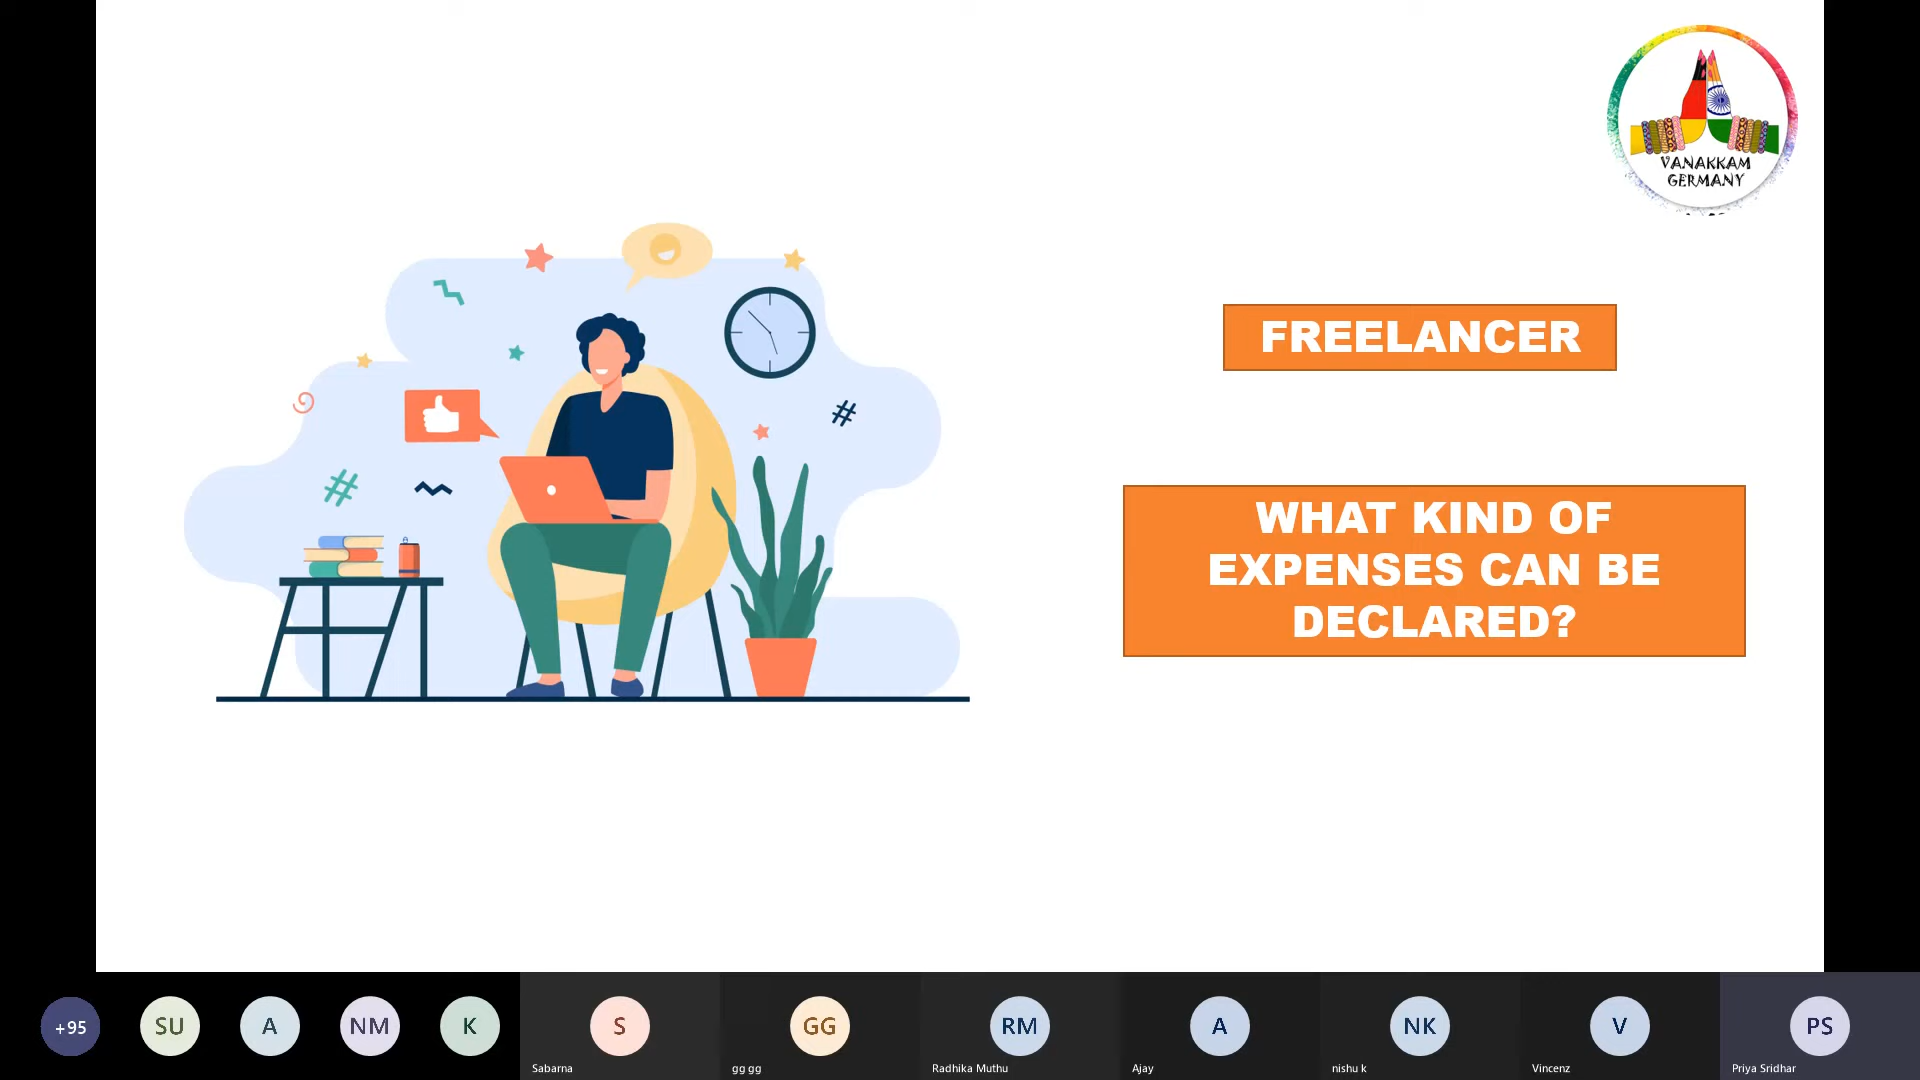 VANAKKAM
GERMANY
FREELANCER
WHAT KIND OF
EXPENSES CAN BE
DECLARED?
+95
SU
A
NM
K
S
GG
RM
A
NK
V
PS
Sabarna
gg gg
Radhika Muthu
Ajay
nishu k
Vincenz
Priya Sridhar